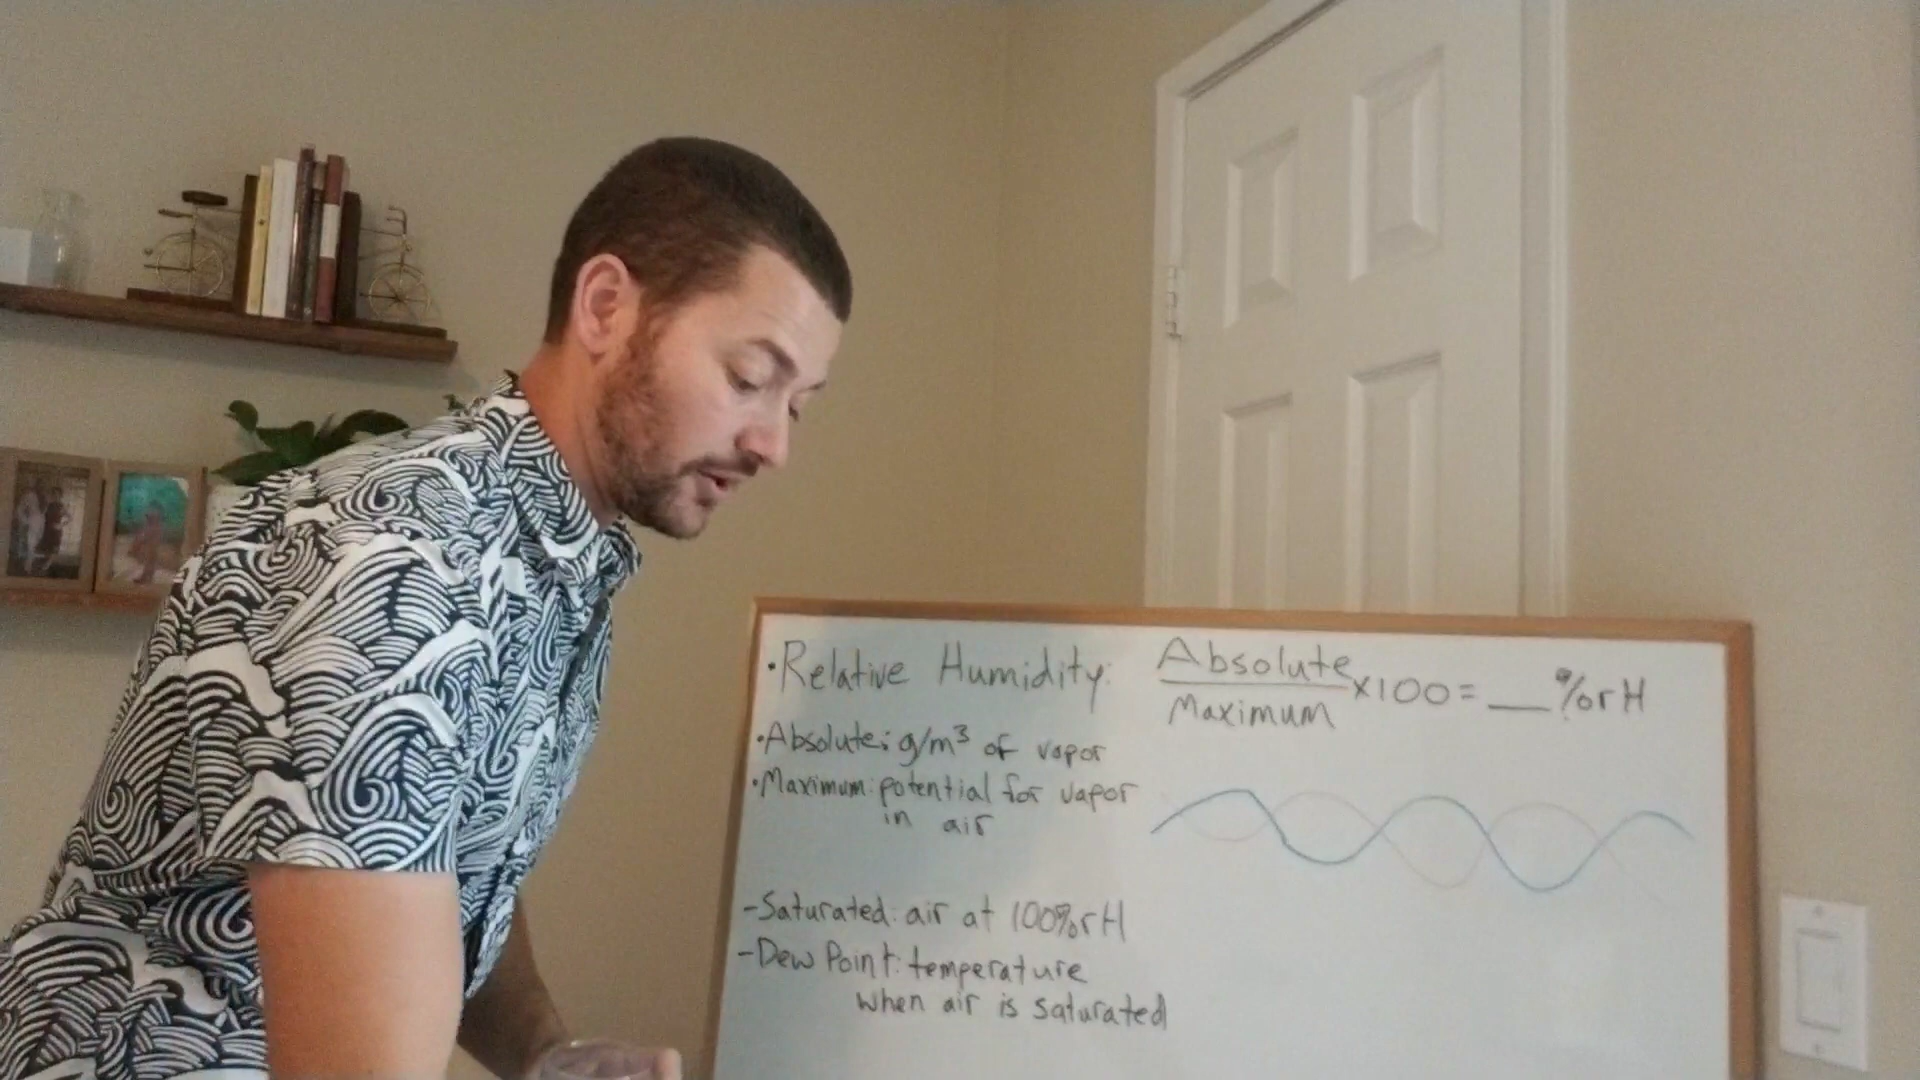 •Relative Humidity: Absolute/Maximum x100=__%rH
•Absolute: g/m³ of vapor
•Maximum: potential for vapor
in air
-Saturated: air at 100%rH
-Dew Point: temperature
when air is saturated